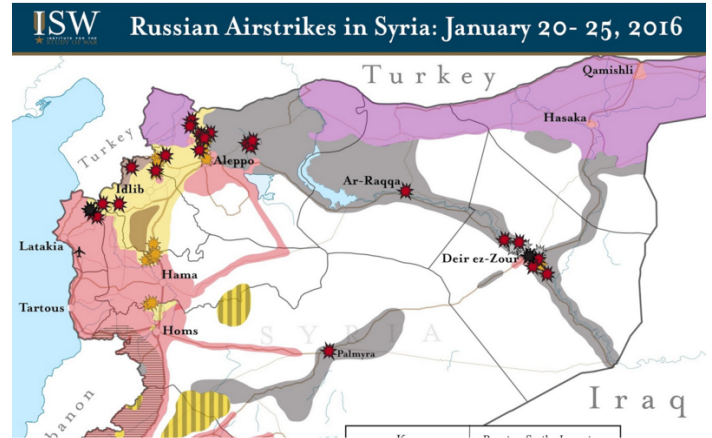 ISW
INSTITUTE FOR THE
STUDY OF WAR
Russian Airstrikes in Syria: January 20- 25, 2016
Turkey
Qamishli
Hasaka
Turkey
Aleppo
Idlib
Ar-Raqqa
Latakia
Deir ez-Zour
Hama
Tartous
Homs
SYRIA
Palmyra
Iraq
banon